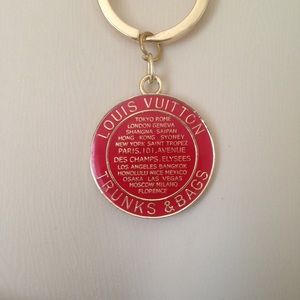 LOUIS VUITTON
TOKYO ROME
LONDON GENEVA
SHANGNA SAIPAN
HONG KONG SYDNEY
NEW YORK SAINT TROPEZ
PARIS, 101, AVENUE
DES CHAMPS, ELYSEES
LOS ANGELES BANGKOK
HONOLULU NICE MEXICO
OSAKA LAS VEGAS
MOSCOW MILANO
FLORENCE
TRUNKS & BAGS